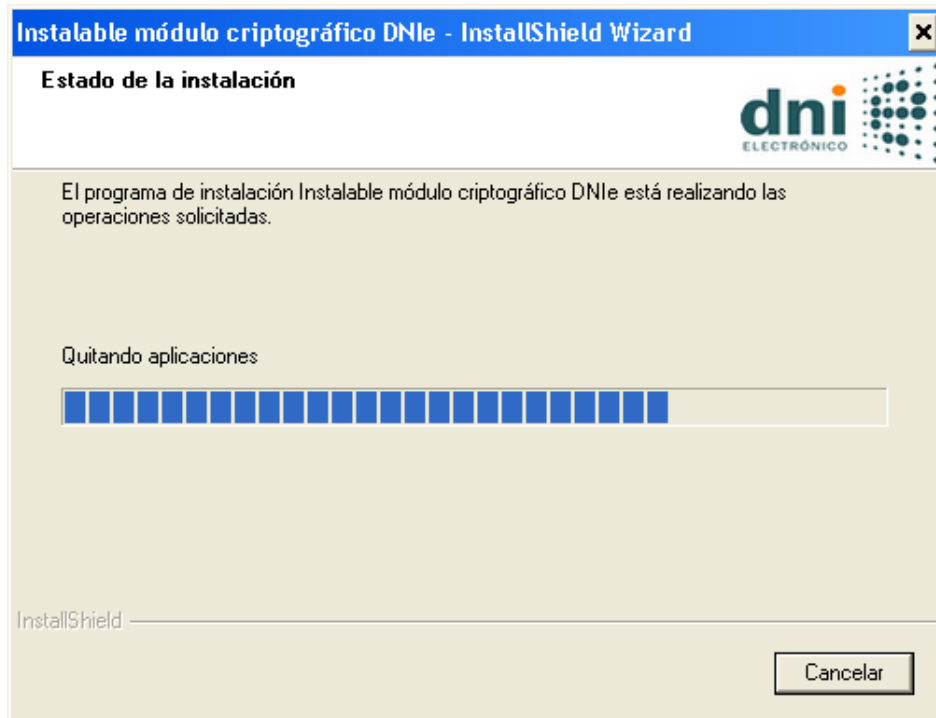 Instalable módulo criptográfico DNIe - InstallShield Wizard
Estado de la instalación
dni
ELECTRÓNICO
El programa de instalación Instalable módulo criptográfico DNIe está realizando las
operaciones solicitadas.
Quitando aplicaciones
InstallShield
Cancelar